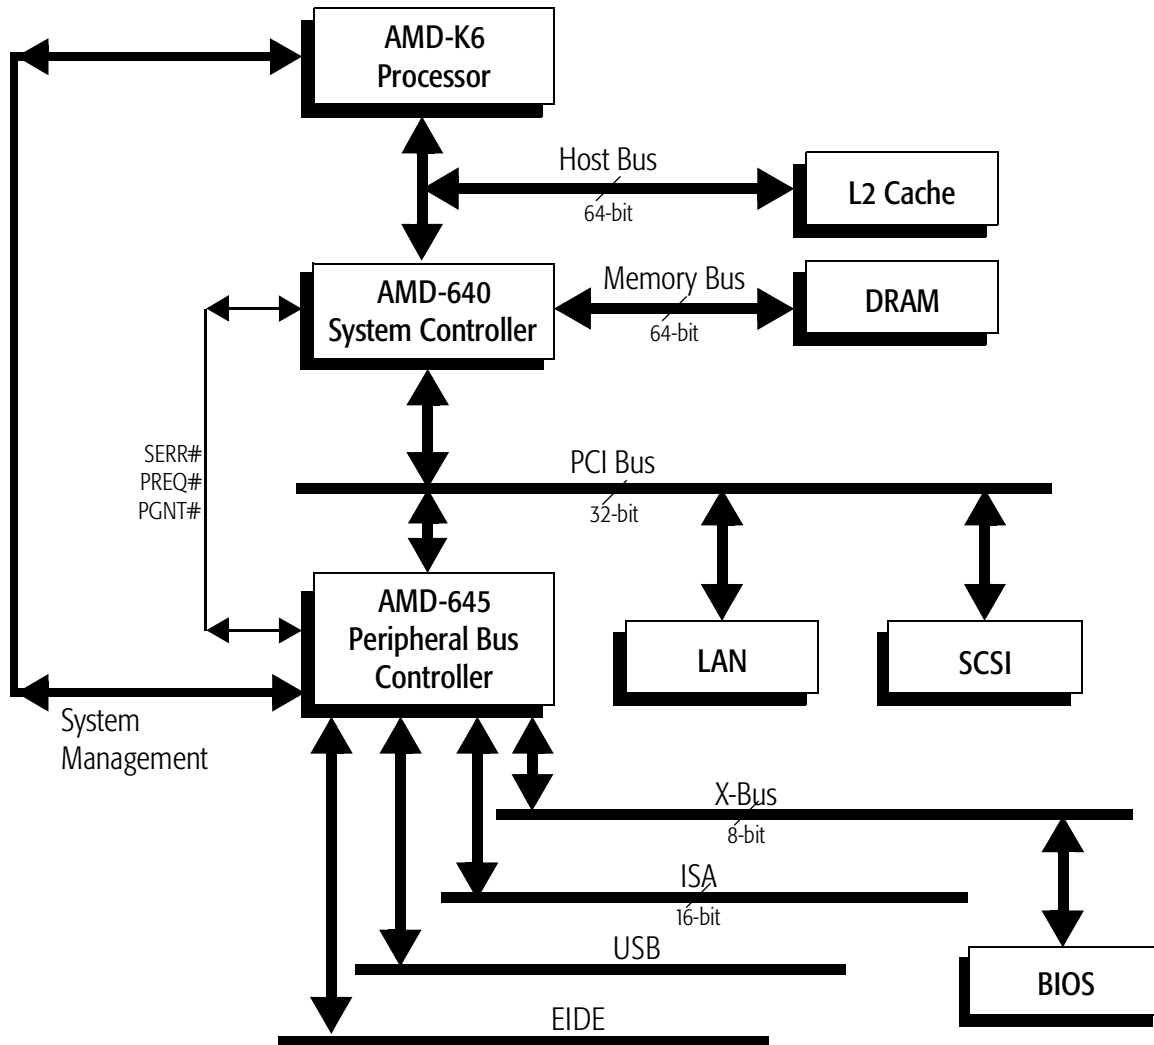 AMD-K6
Processor
Host Bus
64-bit
L2 Cache
AMD-640
System Controller
Memory Bus
64-bit
DRAM
SERR#
PREQ#
PGNT#
PCI Bus
32-bit
AMD-645
Peripheral Bus
Controller
LAN
SCSI
System
Management
X-Bus
8-bit
ISA
16-bit
USB
BIOS
EIDE